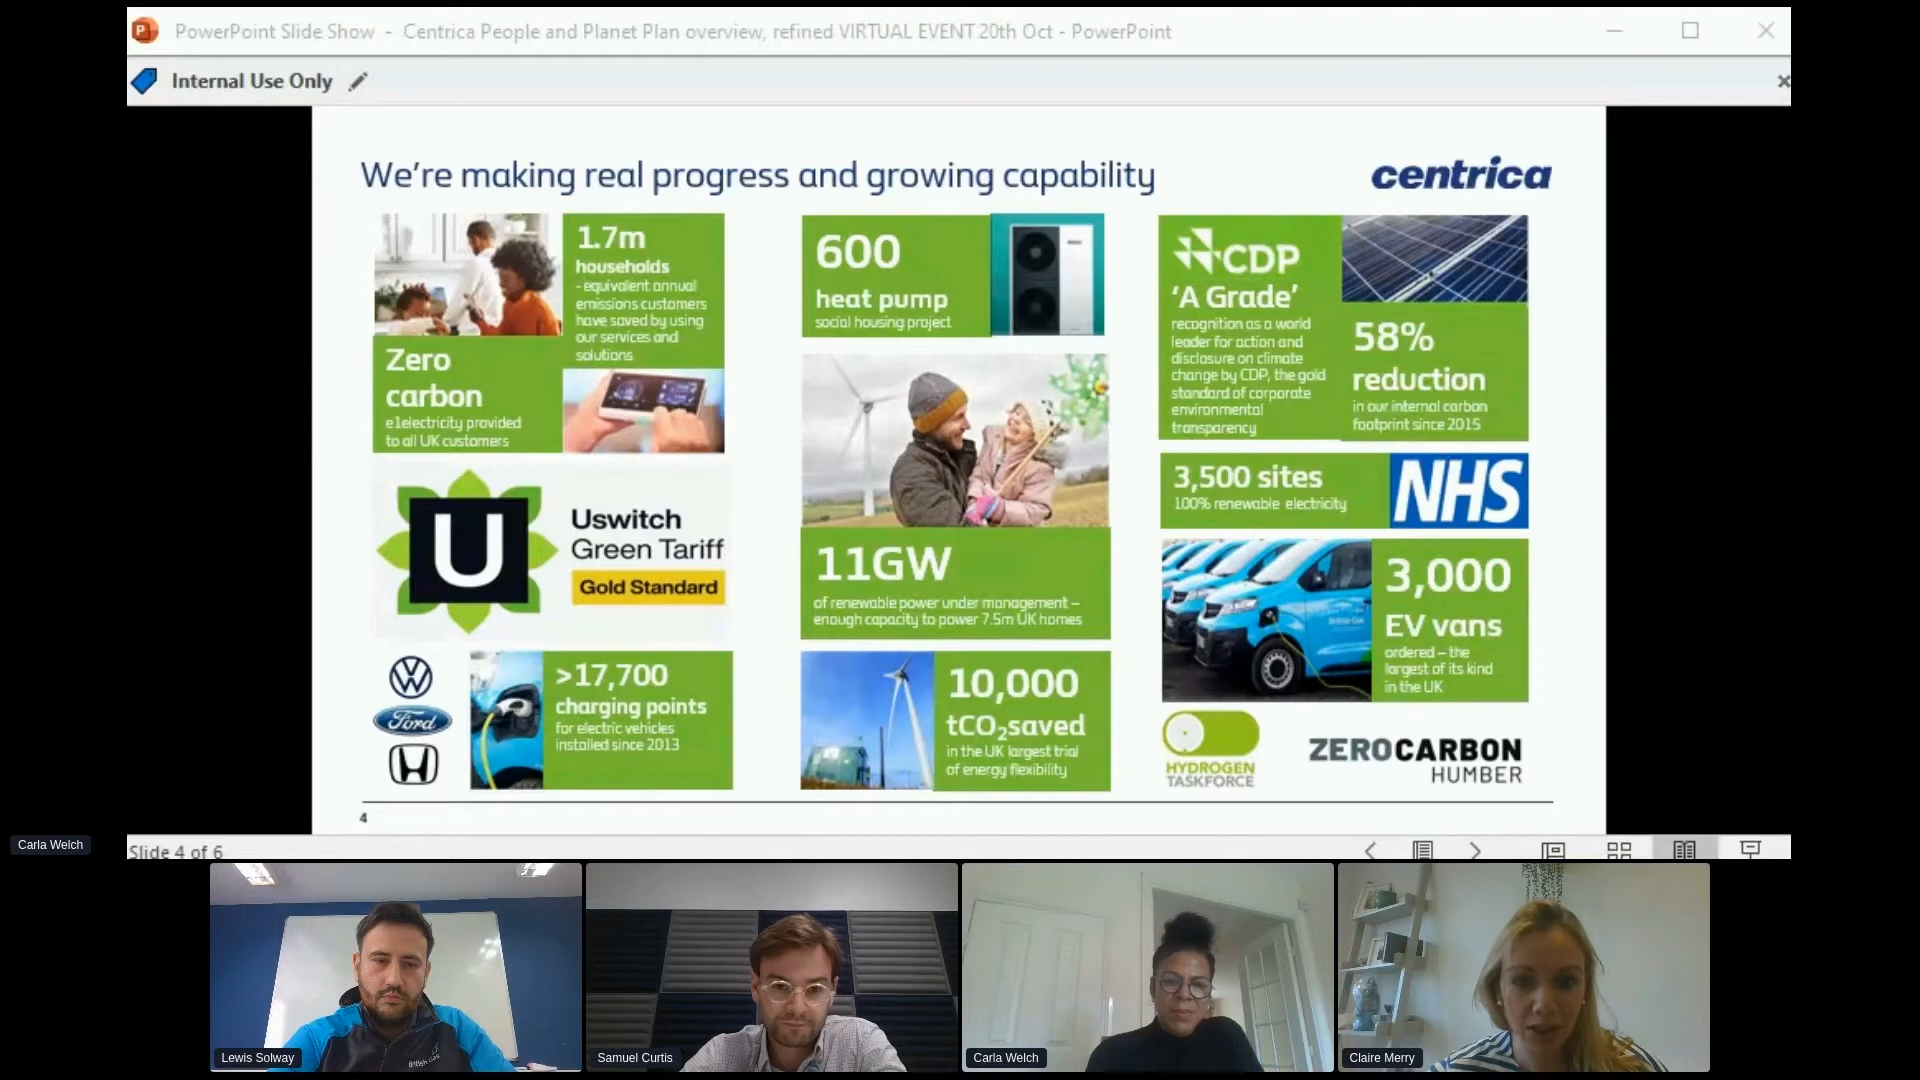 PowerPoint Slide Show - Centrica People and Planet Plan overview, refined VIRTUAL EVENT 20th Oct - PowerPoint
Internal Use Only
We're making real progress and growing capability
centrica
1.7m
households
- equivalent annual
emissions customers
have saved by using
our services and
solutions
Zero
carbon
e1electricity provided
to all UK customers
U
Uswitch
Green Tariff
Gold Standard
Ford
>17,700
charging points
for electric vehicles
installed since 2013
600
heat pump
social housing project
11GW
of renewable power under management –
enough capacity to power 7.5m UK homes
10,000
tCO₂saved
in the UK largest trial
of energy flexibility
CDP
'A Grade'
recognition as a world
leader for action and
disclosure on climate
change by CDP, the gold
standard of corporate
environmental
transparency
58%
reduction
in our internal carbon
footprint since 2015
3,500 sites
100% renewable electricity
NHS
3,000
EV vans
ordered – the
largest of its kind
in the UK
British Gas
HYDROGEN
TASKFORCE
ZERO CARBON
HUMBER
4
Slide 4 of 6
Carla Welch
British Gas
Lewis Solway
Samuel Curtis
Carla Welch
Claire Merry